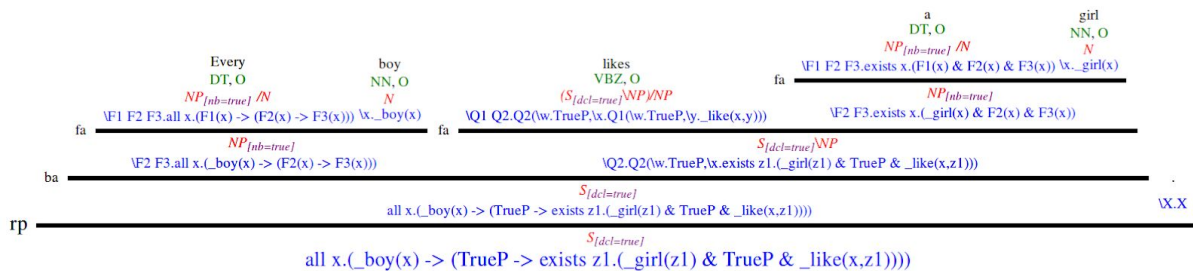 a girl
DT, O NN, O
Every boy likes NP[nb=true] /N N
DT, O NN, O VBZ, O \F1 F2 F3.exists x.(F1(x) & F2(x) & F3(x)) \x._girl(x)
NP[nb=true] /N N (S[dcl=true]\NP)/NP fa NP[nb=true]
\F1 F2 F3.all x.(F1(x) -> (F2(x) -> F3(x))) \x._boy(x) \Q1 Q2.Q2(\w.TrueP,\x.Q1(\w.TrueP,\y._like(x,y))) \F2 F3.exists x.(_girl(x) & F2(x) & F3(x))
fa fa
NP[nb=true] S[dcl=true]\NP
\F2 F3.all x.(_boy(x) -> (F2(x) -> F3(x))) \Q2.Q2(\w.TrueP,\x.exists z1.(_girl(z1) & TrueP & _like(x,z1)))
ba .
S[dcl=true]
all x.(_boy(x) -> (TrueP -> exists z1.(_girl(z1) & TrueP & _like(x,z1)))) \X.X
rp
S[dcl=true]
all x.(_boy(x) -> (TrueP -> exists z1.(_girl(z1) & TrueP & _like(x,z1))))